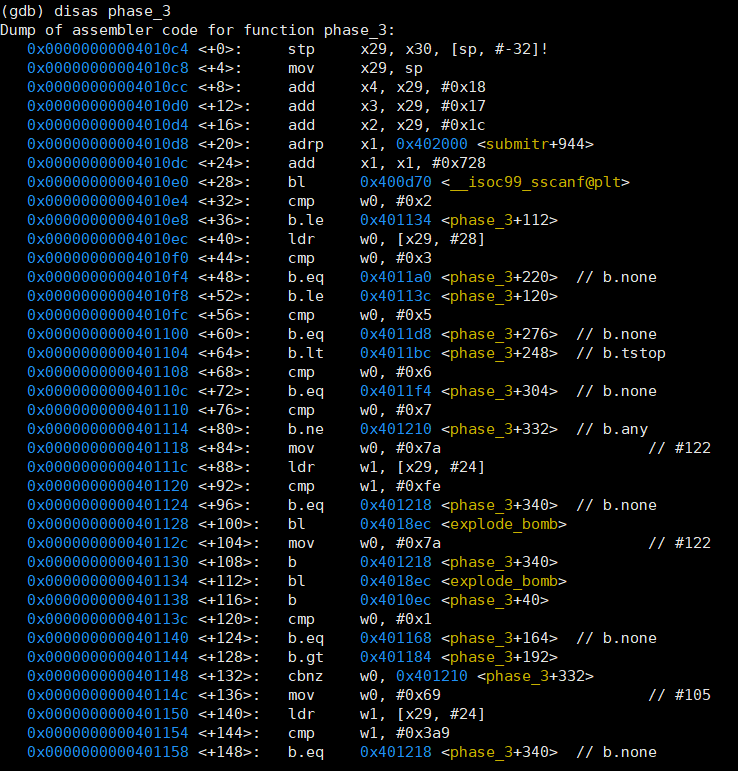 (gdb) disas phase_3
Dump of assembler code for function phase_3:
0x00000000004010c4 <+0>: stp x29, x30, [sp, #-32]!
0x00000000004010c8 <+4>: mov x29, sp
0x00000000004010cc <+8>: add x4, x29, #0x18
0x00000000004010d0 <+12>: add x3, x29, #0x17
0x00000000004010d4 <+16>: add x2, x29, #0x1c
0x00000000004010d8 <+20>: adrp x1, 0x402000 <submitr+944>
0x00000000004010dc <+24>: add x1, x1, #0x728
0x00000000004010e0 <+28>: bl 0x400d70 <__isoc99_sscanf@plt>
0x00000000004010e4 <+32>: cmp w0, #0x2
0x00000000004010e8 <+36>: b.le 0x401134 <phase_3+112>
0x00000000004010ec <+40>: ldr w0, [x29, #28]
0x00000000004010f0 <+44>: cmp w0, #0x3
0x00000000004010f4 <+48>: b.eq 0x4011a0 <phase_3+220> // b.none
0x00000000004010f8 <+52>: b.le 0x40113c <phase_3+120>
0x00000000004010fc <+56>: cmp w0, #0x5
0x0000000000401100 <+60>: b.eq 0x4011d8 <phase_3+276> // b.none
0x0000000000401104 <+64>: b.lt 0x4011bc <phase_3+248> // b.tstop
0x0000000000401108 <+68>: cmp w0, #0x6
0x000000000040110c <+72>: b.eq 0x4011f4 <phase_3+304> // b.none
0x0000000000401110 <+76>: cmp w0, #0x7
0x0000000000401114 <+80>: b.ne 0x401210 <phase_3+332> // b.any
0x0000000000401118 <+84>: mov w0, #0x7a // #122
0x000000000040111c <+88>: ldr w1, [x29, #24]
0x0000000000401120 <+92>: cmp w1, #0xfe
0x0000000000401124 <+96>: b.eq 0x401218 <phase_3+340> // b.none
0x0000000000401128 <+100>: bl 0x4018ec <explode_bomb>
0x000000000040112c <+104>: mov w0, #0x7a // #122
0x0000000000401130 <+108>: b 0x401218 <phase_3+340>
0x0000000000401134 <+112>: bl 0x4018ec <explode_bomb>
0x0000000000401138 <+116>: b 0x4010ec <phase_3+40>
0x000000000040113c <+120>: cmp w0, #0x1
0x0000000000401140 <+124>: b.eq 0x401168 <phase_3+164> // b.none
0x0000000000401144 <+128>: b.gt 0x401184 <phase_3+192>
0x0000000000401148 <+132>: cbnz w0, 0x401210 <phase_3+332>
0x000000000040114c <+136>: mov w0, #0x69 // #105
0x0000000000401150 <+140>: ldr w1, [x29, #24]
0x0000000000401154 <+144>: cmp w1, #0x3a9
0x0000000000401158 <+148>: b.eq 0x401218 <phase_3+340> // b.none